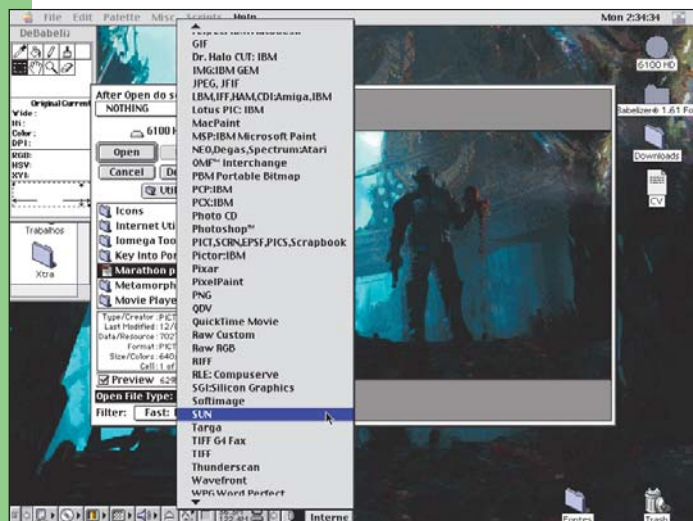 File Edit Palette Misc Scripts Help
Mon 2:34:34
After Open do
NOTHING
6100
Open
Cancel
Icons
Internet Uti
Iomega Too
Key Into Por
Marathon p
Metamorph
Movie Playe
Type/Creator :PICT
Last Modified: 12/
Data/Resource :702
Format :PICT
Size/Colors :640
Cell: 1 of
Preview 629
Open File Type:
Filter: Fast:
Original Current
Wide:
Hi:
Color:
DPI:
RGB:
HSV:
XY:
Trabalhos
Xtra
GIF
Dr. Halo CUT: IBM
IMG:IBM GEM
JPEG, JFIF
LBM,IFF,HAM,CDI:Amiga,IBM
Lotus PIC: IBM
MacPaint
MSP:IBM Microsoft Paint
NEO,Degas,Spectrum:Atari
OMF™ Interchange
PBM Portable Bitmap
PCP:IBM
PCX:IBM
Photo CD
Photoshop™
PICT,SCRN,EPSF,PICS,Scrapbook
Pictor:IBM
Pixar
PixelPaint
PNG
QDV
QuickTime Movie
Raw Custom
Raw RGB
RIFF
RLE: Compuserve
SGI:Silicon Graphics
Softimage
SUN
Targa
TIFF G4 Fax
TIFF
Thunderscan
Wavefront
WPG Word Perfect
6100 HD
Babelizer® 1.61 Fo
Downloads
CV
Fontes
Trash
Interne